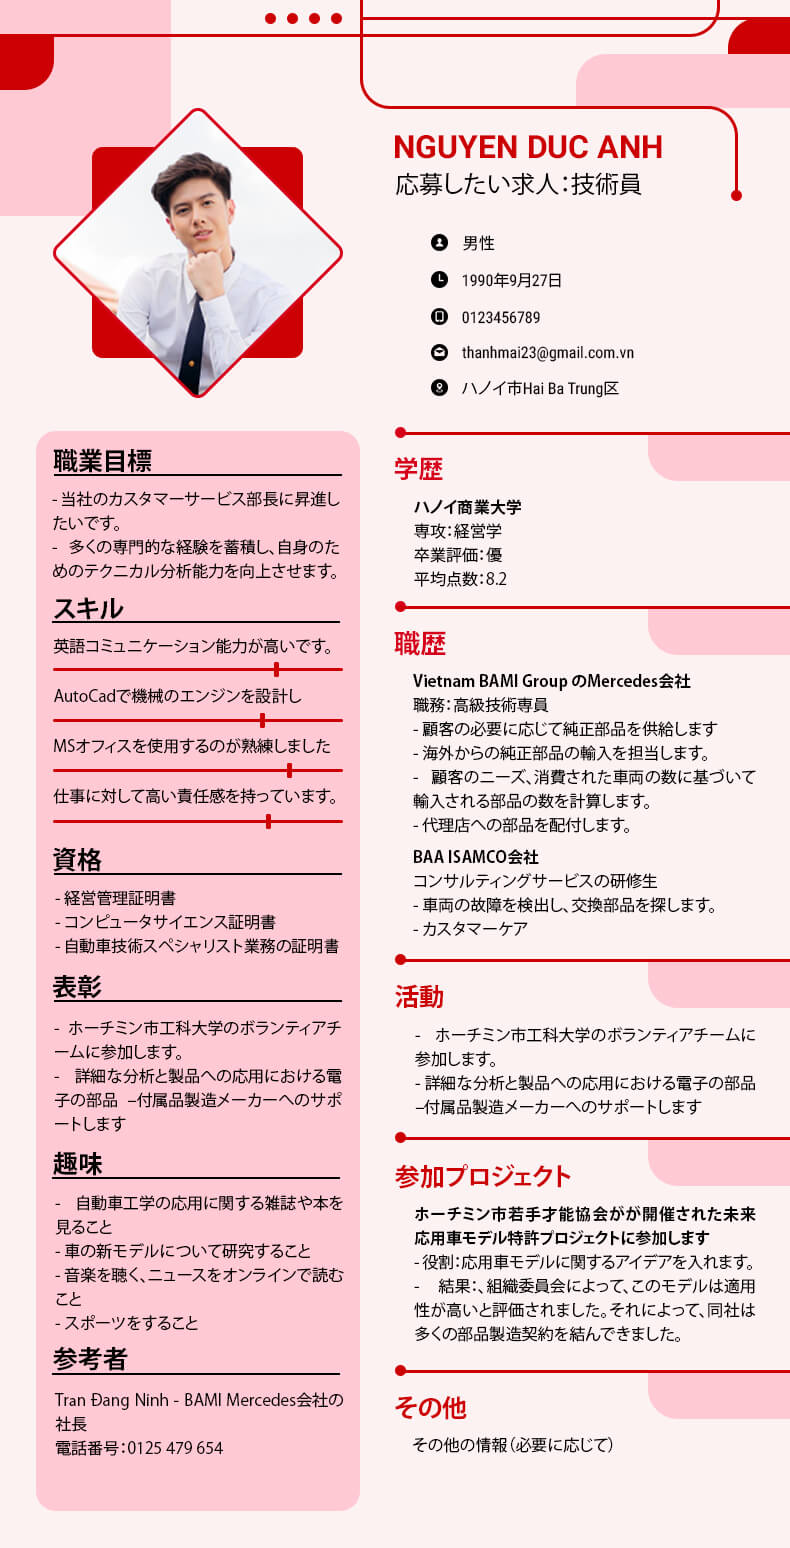 NGUYEN DUC ANH
応募したい求人：技術員
男性
1990年9月27日
0123456789
thanhmai23@gmail.com.vn
ハノイ市Hai Ba Trung区
職業目標
- 当社のカスタマーサービス部長に昇進し
たいです。
- 多くの専門的な経験を蓄積し、自身のた
めのテクニカル分析能力を向上させます。
スキル
英語コミュニケーション能力が高いです。
AutoCadで機械のエンジンを設計し
MSオフィスを使用するのが熟練しました
仕事に対して高い責任感を持っています。
資格
- 経営管理証明書
- コンピュータサイエンス証明書
- 自動車技術スペシャリスト業務の証明書
表彰
- ホーチミン市工科大学のボランティアチ
ームに参加します。
- 詳細な分析と製品への応用における電
子の部品 –付属品製造メーカーへのサポ
ートします
趣味
- 自動車工学の応用に関する雑誌や本を
見ること
- 車の新モデルについて研究すること
- 音楽を聴く、ニュースをオンラインで読む
こと
- スポーツをすること
参考者
Tran Đang Ninh - BAMI Mercedes会社の
社長
電話番号：0125 479 654
学歴
ハノイ商業大学
専攻：経営学
卒業評価：優
平均点数：8.2
職歴
Vietnam BAMI Group のMercedes会社
職務：高級技術専員
- 顧客の必要に応じて純正部品を供給します
- 海外からの純正部品の輸入を担当します。
- 顧客のニーズ、消費された車両の数に基づいて
輸入される部品の数を計算します。
- 代理店への部品を配付します。
BAA ISAMCO会社
コンサルティングサービスの研修生
- 車両の故障を検出し、交換部品を探します。
- カスタマーケア
活動
- ホーチミン市工科大学のボランティアチームに
参加します。
- 詳細な分析と製品への応用における電子の部品
–付属品製造メーカーへのサポートします
参加プロジェクト
ホーチミン市若手才能協会がが開催された未来
応用車モデル特許プロジェクトに参加します
- 役割：応用車モデルに関するアイデアを入れます。
- 結果：、組織委員会によって、このモデルは適用
性が高いと評価されました。それによって、同社は
多くの部品製造契約を結んできました。
その他
その他の情報（必要に応じて）